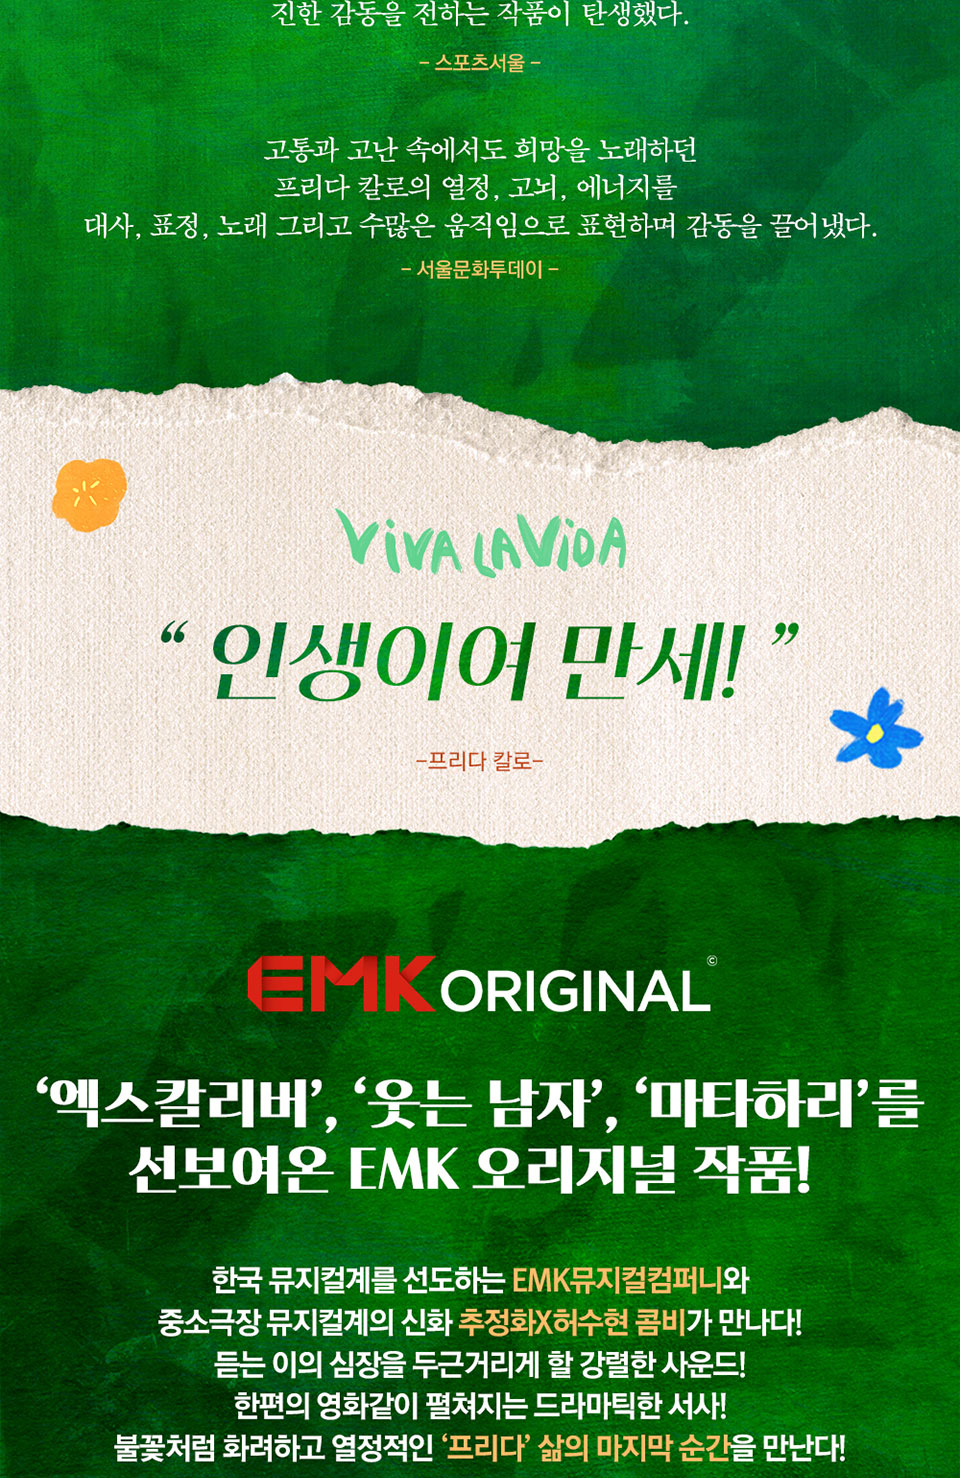 진한 감동을 전하는 작품이 탄생했다.
- 스포츠서울 -
고통과 고난 속에서도 희망을 노래하던
프리다 칼로의 열정, 고뇌, 에너지를
대사, 표정, 노래 그리고 수많은 움직임으로 표현하며 감동을 끌어냈다.
- 서울문화투데이 -
VIVA LA VIDA
“ 인생이여 만세! ”
-프리다 칼로-
EMK ORIGINAL ©
‘엑스칼리버’, ‘웃는 남자’, ‘마타하리’를
선보여온 EMK 오리지널 작품!
한국 뮤지컬계를 선도하는 EMK뮤지컬컴퍼니와
중소극장 뮤지컬계의 신화 추정화X허수현 콤비가 만나다!
듣는 이의 심장을 두근거리게 할 강렬한 사운드!
한편의 영화같이 펼쳐지는 드라마틱한 서사!
불꽃처럼 화려하고 열정적인 ‘프리다’ 삶의 마지막 순간을 만난다!